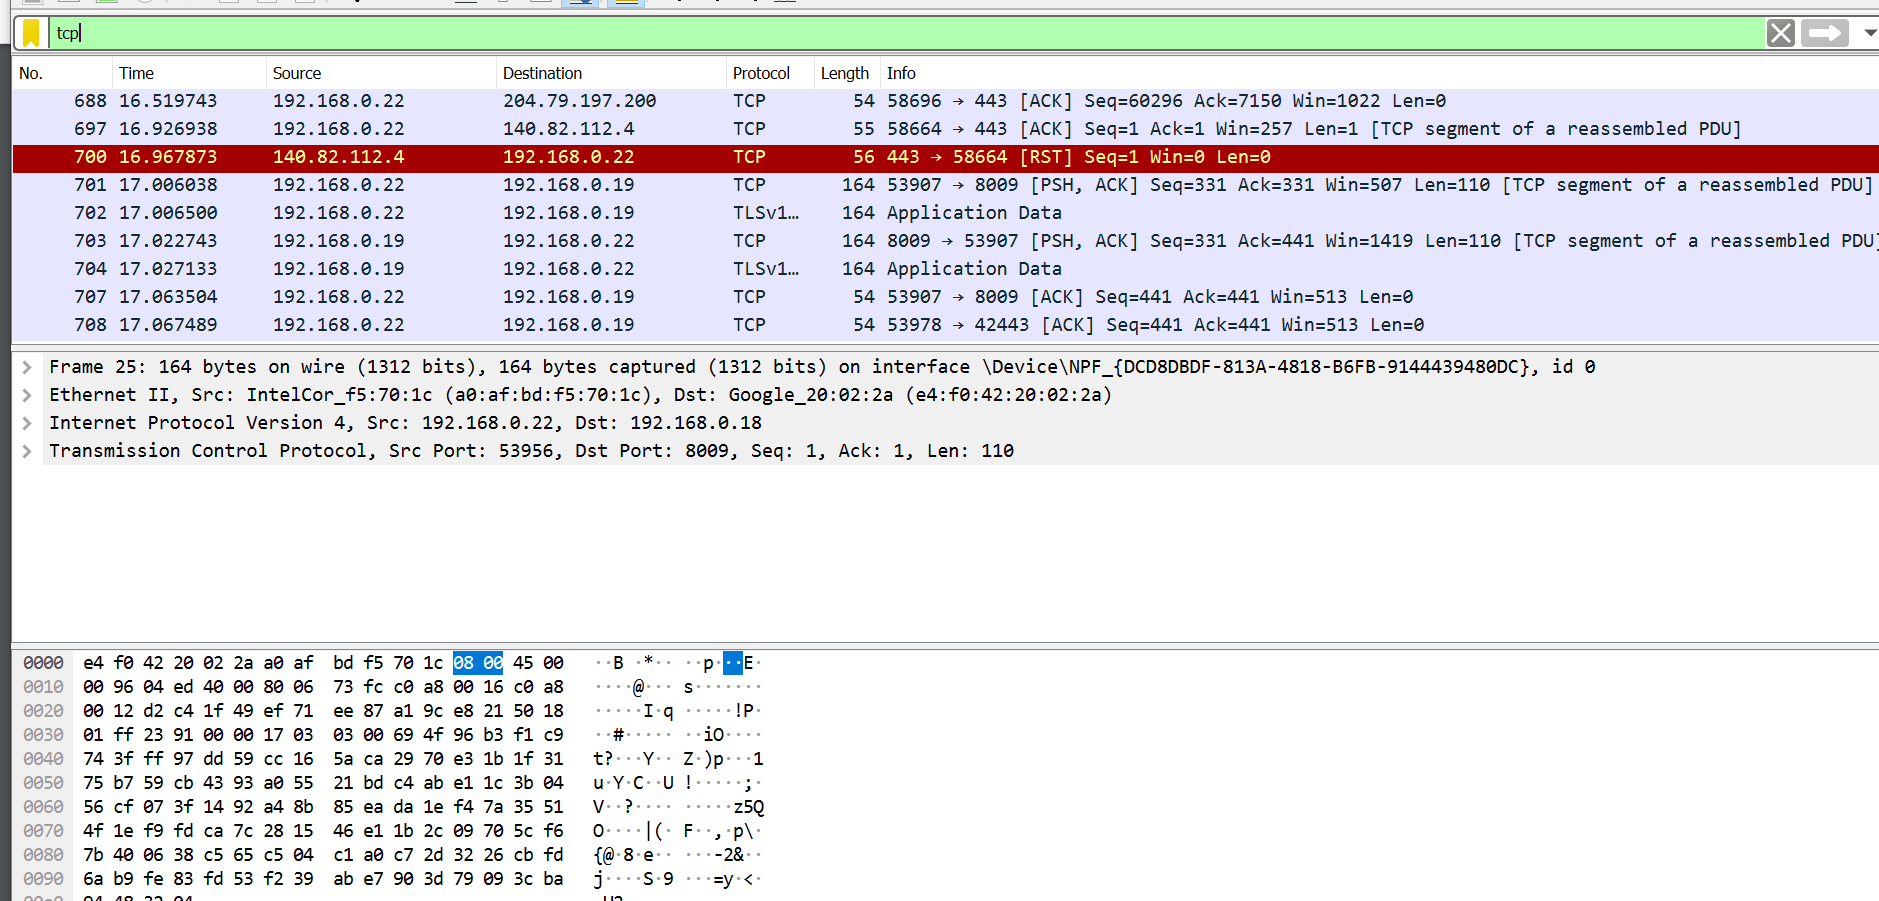 tcp
No. Time Source Destination Protocol Length Info
688 16.519743 192.168.0.22 204.79.197.200 TCP 54 58696 → 443 [ACK] Seq=60296 Ack=7150 Win=1022 Len=0
697 16.926938 192.168.0.22 140.82.112.4 TCP 55 58664 → 443 [ACK] Seq=1 Ack=1 Win=257 Len=1 [TCP segment of a reassembled PDU]
700 16.967873 140.82.112.4 192.168.0.22 TCP 56 443 → 58664 [RST] Seq=1 Win=0 Len=0
701 17.006038 192.168.0.22 192.168.0.19 TCP 164 53907 → 8009 [PSH, ACK] Seq=331 Ack=331 Win=507 Len=110 [TCP segment of a reassembled PDU]
702 17.006500 192.168.0.22 192.168.0.19 TLSv1… 164 Application Data
703 17.022743 192.168.0.19 192.168.0.22 TCP 164 8009 → 53907 [PSH, ACK] Seq=331 Ack=441 Win=1419 Len=110 [TCP segment of a reassembled PDU]
704 17.027133 192.168.0.19 192.168.0.22 TLSv1… 164 Application Data
707 17.063504 192.168.0.22 192.168.0.19 TCP 54 53907 → 8009 [ACK] Seq=441 Ack=441 Win=513 Len=0
708 17.067489 192.168.0.22 192.168.0.19 TCP 54 53978 → 42443 [ACK] Seq=441 Ack=441 Win=513 Len=0
Frame 25: 164 bytes on wire (1312 bits), 164 bytes captured (1312 bits) on interface \Device\NPF_{DCD8DBDF-813A-4818-B6FB-9144439480DC}, id 0
Ethernet II, Src: IntelCor_f5:70:1c (a0:af:bd:f5:70:1c), Dst: Google_20:02:2a (e4:f0:42:20:02:2a)
Internet Protocol Version 4, Src: 192.168.0.22, Dst: 192.168.0.18
Transmission Control Protocol, Src Port: 53956, Dst Port: 8009, Seq: 1, Ack: 1, Len: 110
0000 e4 f0 42 20 02 2a a0 af bd f5 70 1c 08 00 45 00 ··B ·*·· ··p···E·
0010 00 96 04 ed 40 00 80 06 73 fc c0 a8 00 16 c0 a8 ····@··· s·······
0020 00 12 d2 c4 1f 49 ef 71 ee 87 a1 9c e8 21 50 18 ·····I·q ·····!P·
0030 01 ff 23 91 00 00 17 03 03 00 69 4f 96 b3 f1 c9 ··#····· ··iO····
0040 74 3f ff 97 dd 59 cc 16 5a ca 29 70 e3 1b 1f 31 t?···Y·· Z·)p···1
0050 75 b7 59 cb 43 93 a0 55 21 bd c4 ab e1 1c 3b 04 u·Y·C··U !·····;·
0060 56 cf 07 3f 14 92 a4 8b 85 ea da 1e f4 7a 35 51 V··?···· ·····z5Q
0070 4f 1e f9 fd ca 7c 28 15 46 e1 1b 2c 09 70 5c f6 O····|(· F··,·p\·
0080 7b 40 06 38 c5 65 c5 04 c1 a0 c7 2d 32 26 cb fd {@·8·e·· ···-2&··
0090 6a b9 fe 83 fd 53 f2 39 ab e7 90 3d 79 09 3c ba j····S·9 ···=y·<·